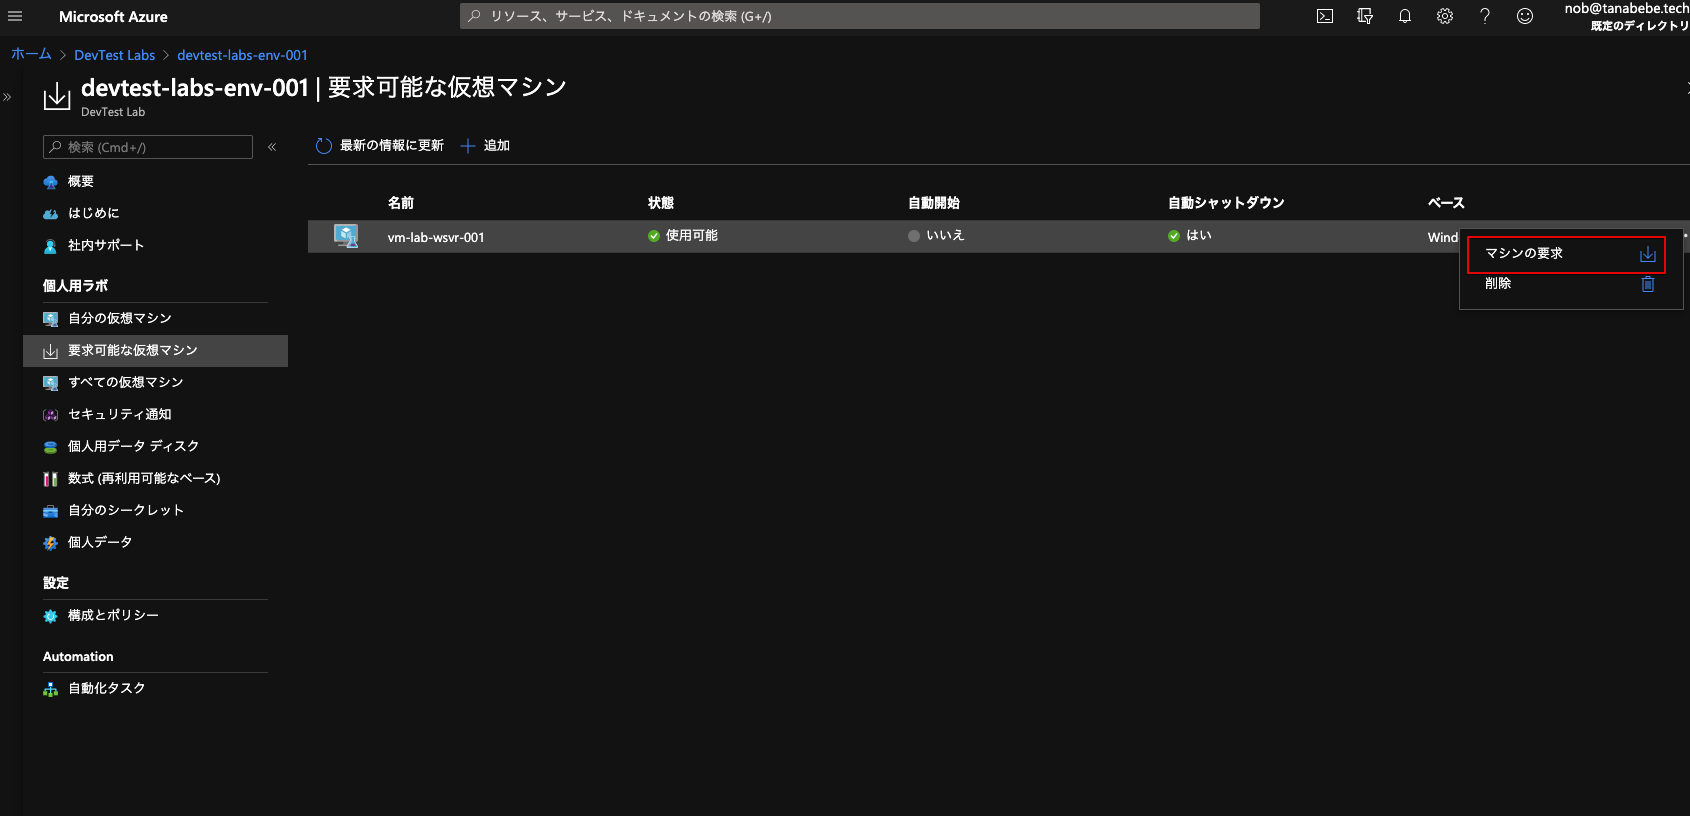 Microsoft Azure
リソース、サービス、ドキュメントの検索 (G+/)
nob@tanabebe.tech
既定のディレクトリ
ホーム > DevTest Labs > devtest-labs-env-001
devtest-labs-env-001 | 要求可能な仮想マシン
DevTest Lab
検索 (Cmd+/)
«
»
最新の情報に更新
追加
概要
はじめに
社内サポート
個人用ラボ
自分の仮想マシン
要求可能な仮想マシン
すべての仮想マシン
セキュリティ通知
個人用データ ディスク
数式 (再利用可能なベース)
自分のシークレット
個人データ
設定
構成とポリシー
Automation
自動化タスク
名前 状態 自動開始 自動シャットダウン ベース
vm-lab-wsvr-001 使用可能 いいえ はい Wind
マシンの要求
削除